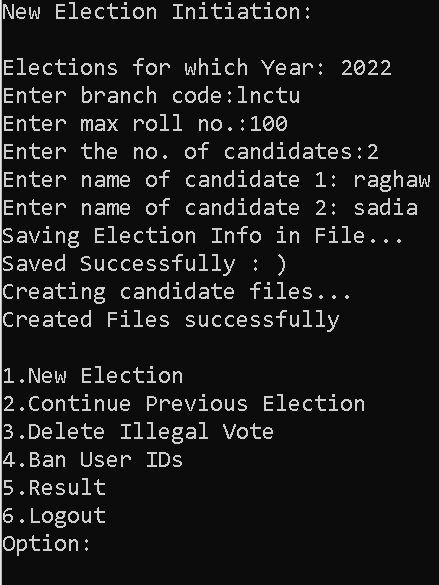 New Election Initiation:
Elections for which Year: 2022
Enter branch code:lnctu
Enter max roll no.:100
Enter the no. of candidates:2
Enter name of candidate 1: raghaw
Enter name of candidate 2: sadia
Saving Election Info in File...
Saved Successfully : )
Creating candidate files...
Created Files successfully
1.New Election
2.Continue Previous Election
3.Delete Illegal Vote
4.Ban User IDs
5.Result
6.Logout
Option: